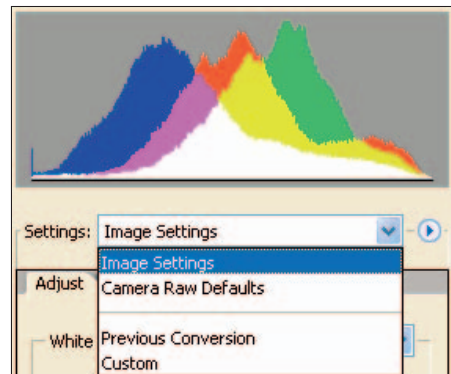 Settings: Image Settings
Image Settings
Adjust
Camera Raw Defaults
White
Previous Conversion
Custom